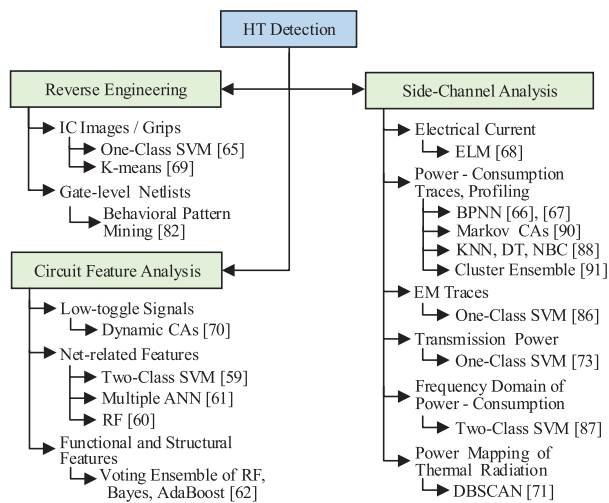 HT Detection
Reverse Engineering
IC Images / Grips
One-Class SVM [65]
K-means [69]
Gate-level Netlists
Behavioral Pattern
Mining [82]
Circuit Feature Analysis
Low-toggle Signals
Dynamic CAs [70]
Net-related Features
Two-Class SVM [59]
Multiple ANN [61]
RF [60]
Functional and Structural
Features
Voting Ensemble of RF,
Bayes, AdaBoost [62]
Side-Channel Analysis
Electrical Current
ELM [68]
Power - Consumption
Traces, Profiling
BPNN [66], [67]
Markov CAs [90]
KNN, DT, NBC [88]
Cluster Ensemble [91]
EM Traces
One-Class SVM [86]
Transmission Power
One-Class SVM [73]
Frequency Domain of
Power - Consumption
Two-Class SVM [87]
Power Mapping of
Thermal Radiation
DBSCAN [71]